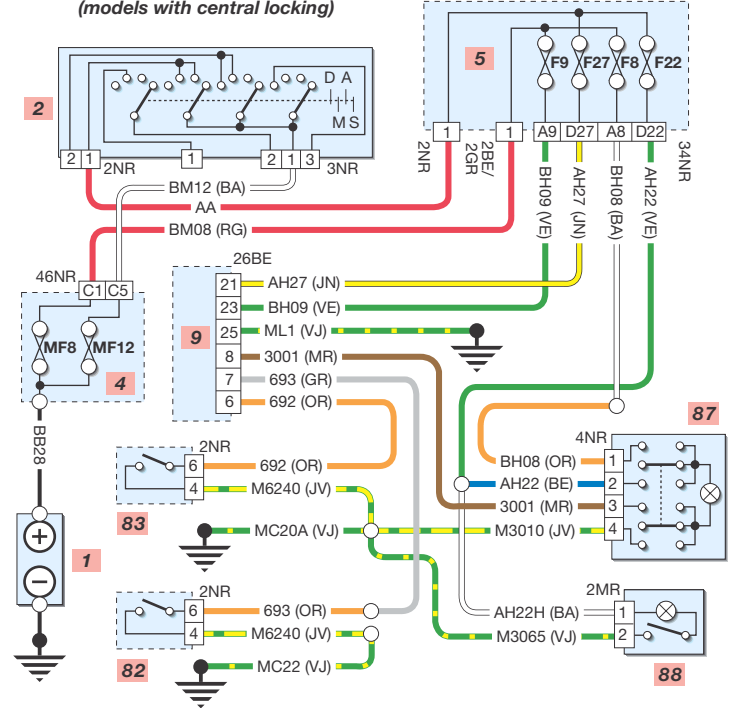 (models with central locking)
5
F9 F27 F8 F22
D A
M S
2
2 1
2NR
1
2 1 3
3NR
1
1
A9 D27 A8 D22
2NR
2BE/
2GR
34NR
BM12 (BA)
AA
BM08 (RG)
BH09 (VE)
AH27 (JN)
BH08 (BA)
AH22 (VE)
46NR
C1 C5
MF8
MF12
4
26BE
9
21 AH27 (JN)
23 BH09 (VE)
25 ML1 (VJ)
8 3001 (MR)
7 693 (GR)
6 692 (OR)
BB28
1
2NR
6 692 (OR)
4 M6240 (JV)
83
MC20A (VJ)
87
4NR
BH08 (OR) 1
AH22 (BE) 2
3001 (MR) 3
M3010 (JV) 4
2NR
6 693 (OR)
4 M6240 (JV)
82
MC22 (VJ)
2MR
AH22H (BA) 1
M3065 (VJ) 2
88